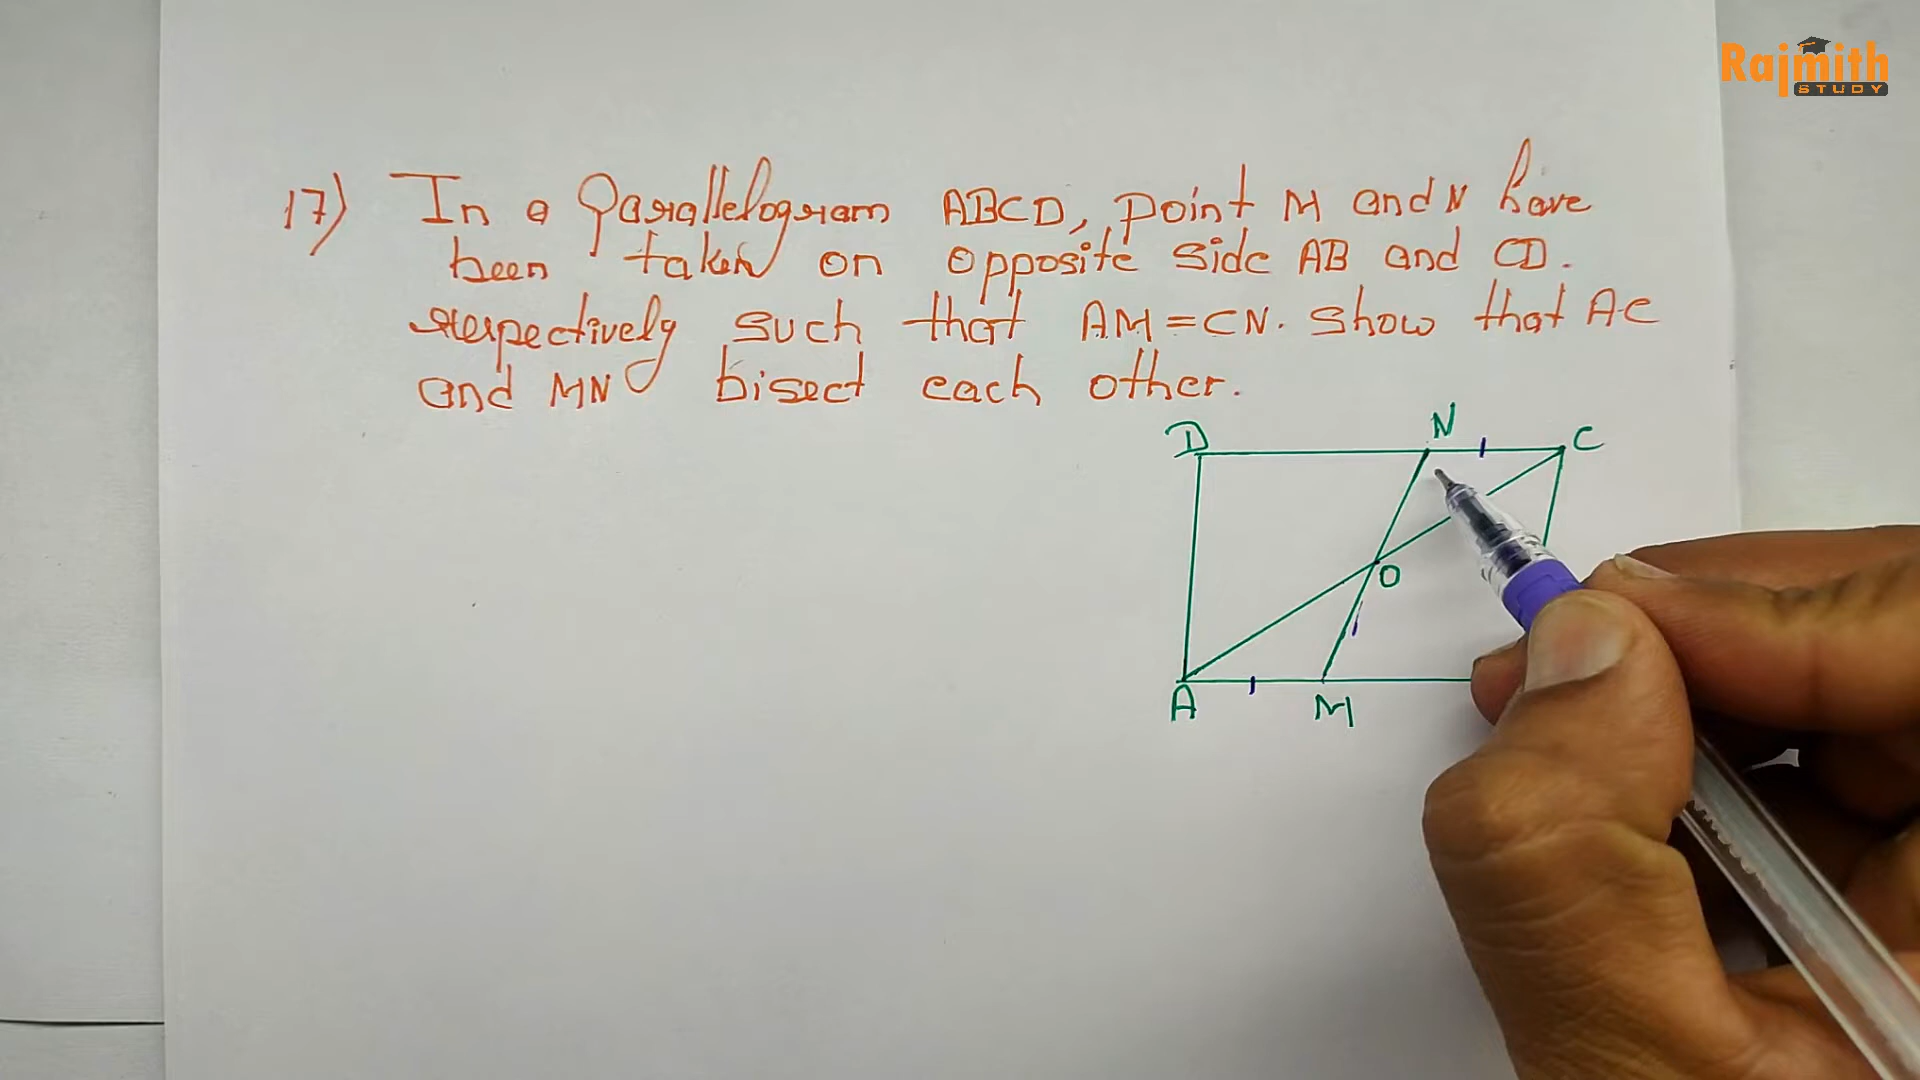 Rajmith
STUDY
17) In a Parallelogram ABCD, point M and N have
been taken on opposite side AB and CD.
respectively such that AM=CN. Show that AC
and MN bisect each other.
D N C
O
A M